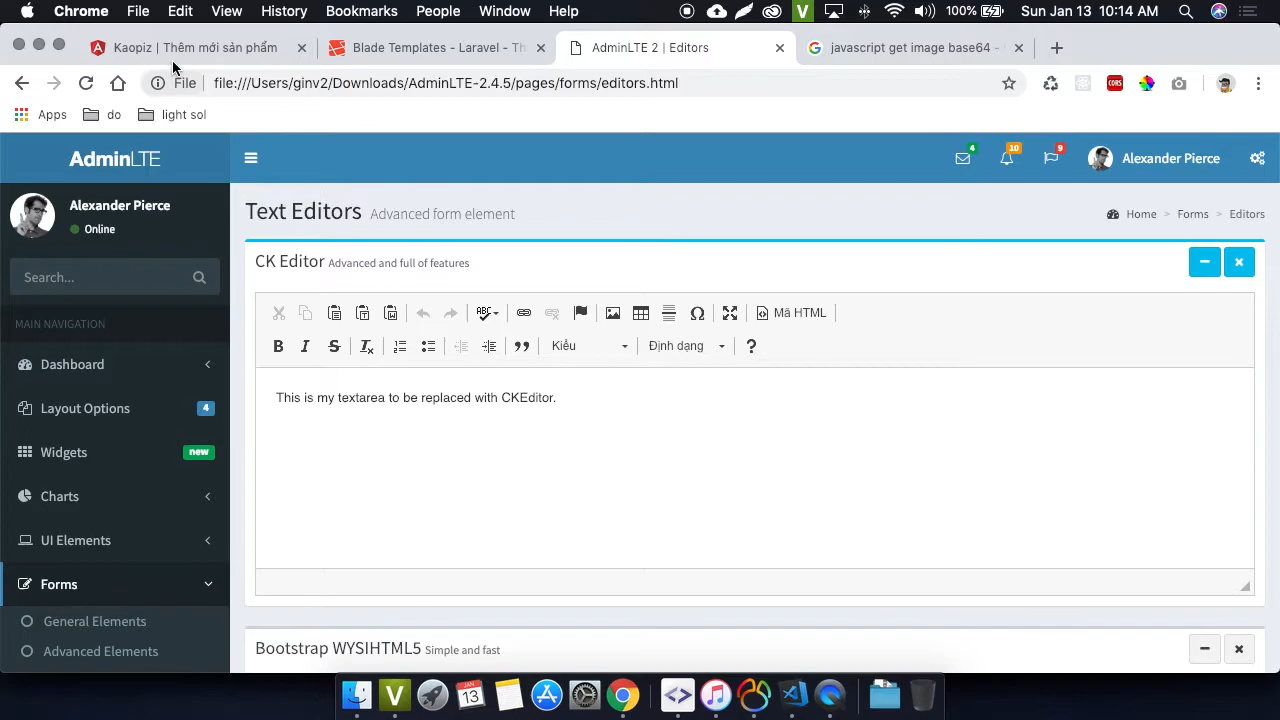 Chrome File Edit View History Bookmarks People Window Help V 100% Sun Jan 13 10:14 AM
Kaopiz | Thêm mới sản phẩm
Blade Templates - Laravel - Th
AdminLTE 2 | Editors
javascript get image base64 -
File file:///Users/ginv2/Downloads/AdminLTE-2.4.5/pages/forms/editors.html
CORS
Apps do light sol
AdminLTE
4 10 9 Alexander Pierce
Alexander Pierce
Online
Text Editors Advanced form element
Home > Forms > Editors
Search...
MAIN NAVIGATION
Dashboard
Layout Options 4
Widgets new
Charts
UI Elements
Forms
General Elements
Advanced Elements
CK Editor Advanced and full of features
ABC Ω Mã HTML
B I S Ix Kiểu Định dạng ?
This is my textarea to be replaced with CKEditor.
Bootstrap WYSIHTML5 Simple and fast
V JAN 13